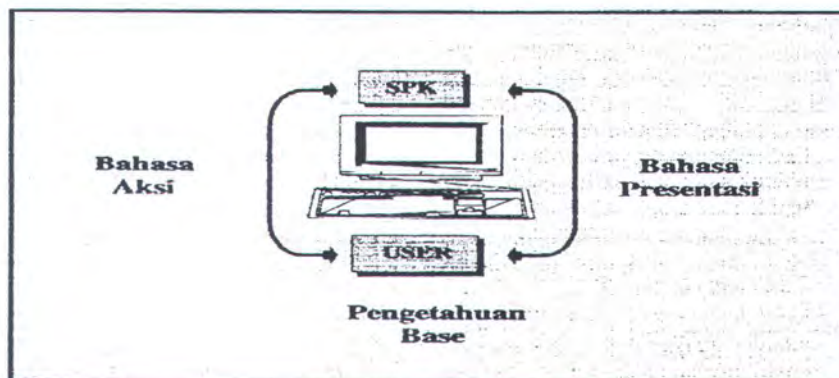 SPK
Bahasa
Aksi
Bahasa
Presentasi
USER
Pengetahuan
Base